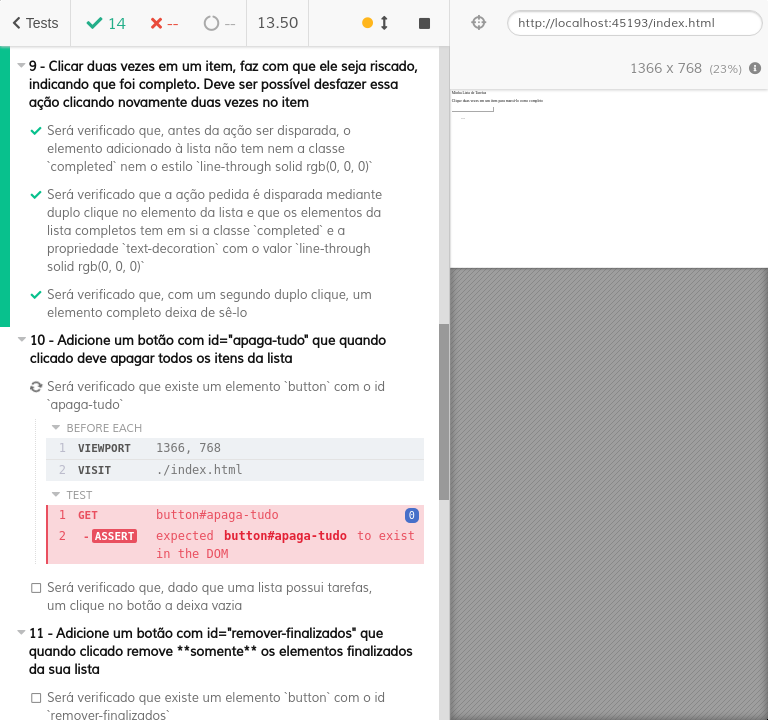 Tests
14
--
--
13.50
http://localhost:45193/index.html
1366 x 768 (23%)
Minha Lista de Tarefas
Clique duas vezes em um item para marcá-lo como completo
9 - Clicar duas vezes em um item, faz com que ele seja riscado,
indicando que foi completo. Deve ser possível desfazer essa
ação clicando novamente duas vezes no item
Será verificado que, antes da ação ser disparada, o
elemento adicionado à lista não tem nem a classe
`completed` nem o estilo `line-through solid rgb(0, 0, 0)`
Será verificado que a ação pedida é disparada mediante
duplo clique no elemento da lista e que os elementos da
lista completos tem em si a classe `completed` e a
propriedade `text-decoration` com o valor `line-through
solid rgb(0, 0, 0)`
Será verificado que, com um segundo duplo clique, um
elemento completo deixa de sê-lo
10 - Adicione um botão com id="apaga-tudo" que quando
clicado deve apagar todos os itens da lista
Será verificado que existe um elemento `button` com o id
`apaga-tudo`
BEFORE EACH
1 VIEWPORT 1366, 768
2 VISIT ./index.html
TEST
1 GET button#apaga-tudo 0
2 -ASSERT expected button#apaga-tudo to exist
in the DOM
Será verificado que, dado que uma lista possui tarefas,
um clique no botão a deixa vazia
11 - Adicione um botão com id="remover-finalizados" que
quando clicado remove **somente** os elementos finalizados
da sua lista
Será verificado que existe um elemento `button` com o id
`remover-finalizados`